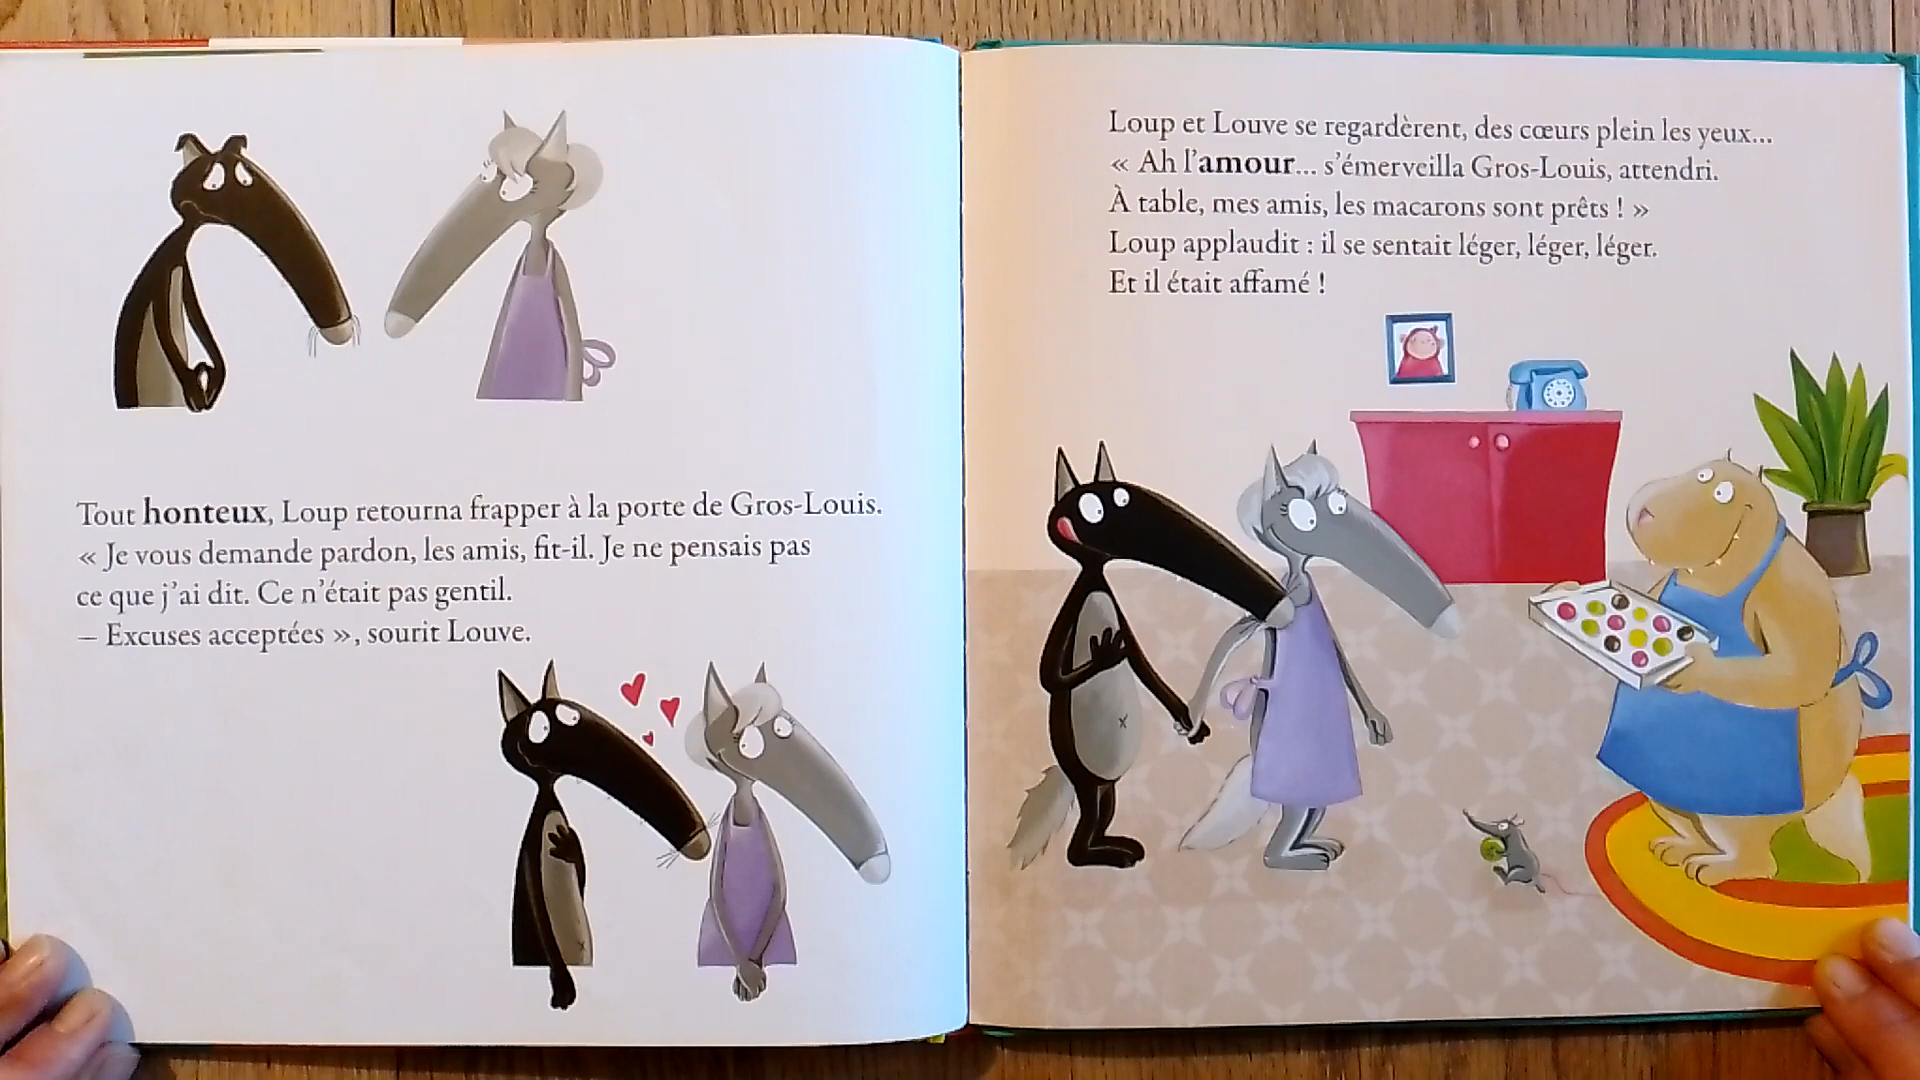 Tout honteux, Loup retourna frapper à la porte de Gros-Louis.
« Je vous demande pardon, les amis, fit-il. Je ne pensais pas
ce que j'ai dit. Ce n'était pas gentil.
– Excuses acceptées », sourit Louve.
Loup et Louve se regardèrent, des cœurs plein les yeux...
« Ah l'amour... s'émerveilla Gros-Louis, attendri.
À table, mes amis, les macarons sont prêts ! »
Loup applaudit : il se sentait léger, léger, léger.
Et il était affamé !